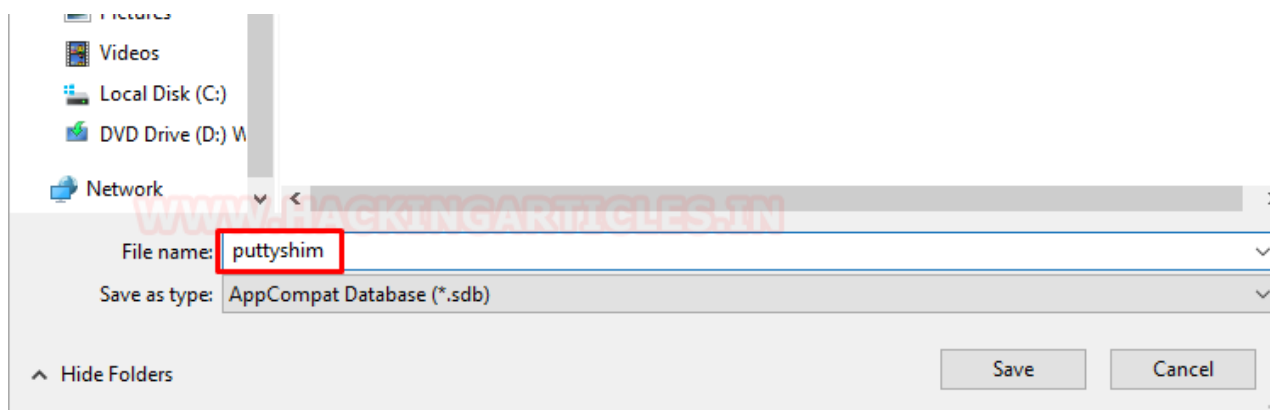 Pictures
Videos
Local Disk (C:)
DVD Drive (D:) W
Network
WWW.HACKINGARTICLES.IN
File name: puttyshim
Save as type: AppCompat Database (*.sdb)
Hide Folders
Save Cancel